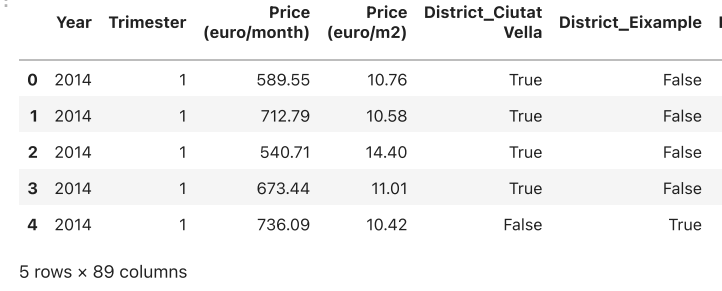 Year Trimester Price (euro/month) Price (euro/m2) District_Ciutat Vella District_Eixample
0 2014 1 589.55 10.76 True False
1 2014 1 712.79 10.58 True False
2 2014 1 540.71 14.40 True False
3 2014 1 673.44 11.01 True False
4 2014 1 736.09 10.42 False True
5 rows × 89 columns